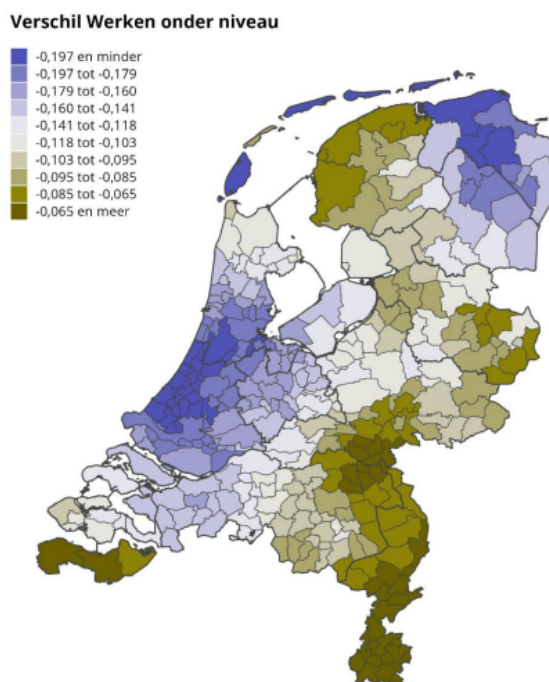 Verschil Werken onder niveau
-0,197 en minder
-0,197 tot -0,179
-0,179 tot -0,160
-0,160 tot -0,141
-0,141 tot -0,118
-0,118 tot -0,103
-0,103 tot -0,095
-0,095 tot -0,085
-0,085 tot -0,065
-0,065 en meer